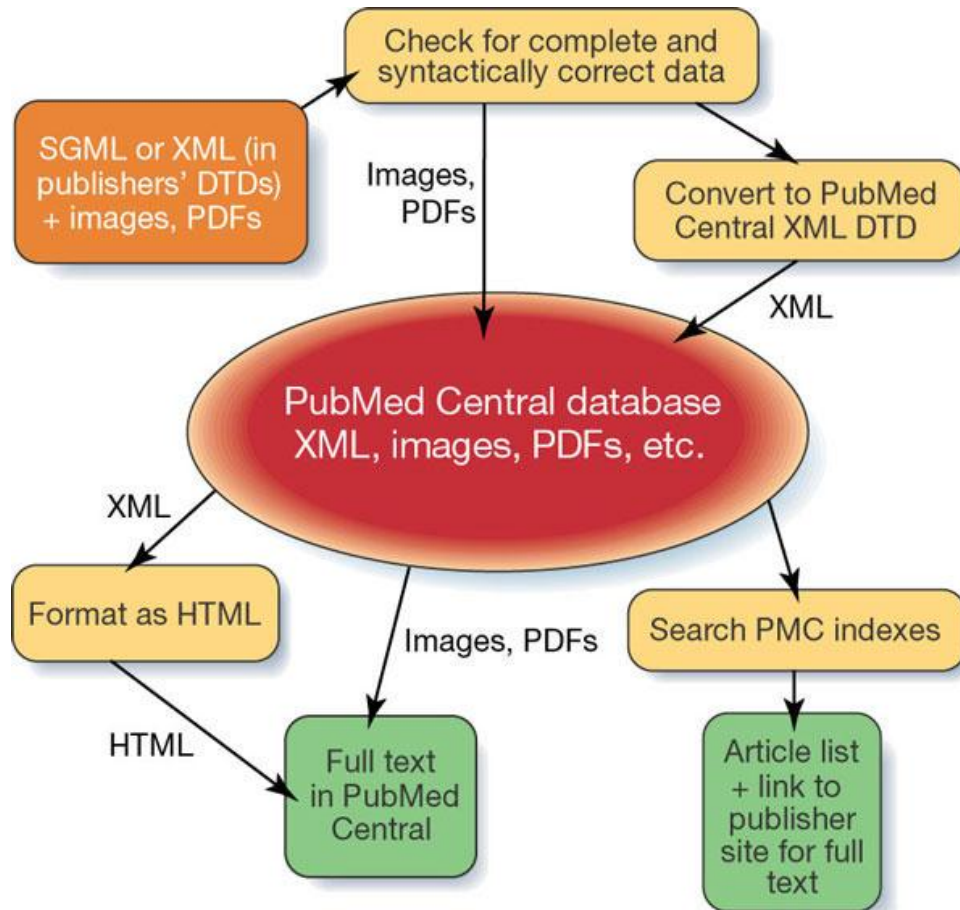 Check for complete and
syntactically correct data
SGML or XML (in
publishers’ DTDs)
+ images, PDFs
Images,
PDFs
Convert to PubMed
Central XML DTD
XML
PubMed Central database
XML, images, PDFs, etc.
XML
Format as HTML
Images, PDFs
Search PMC indexes
HTML
Full text
in PubMed
Central
Article list
+ link to
publisher
site for full
text